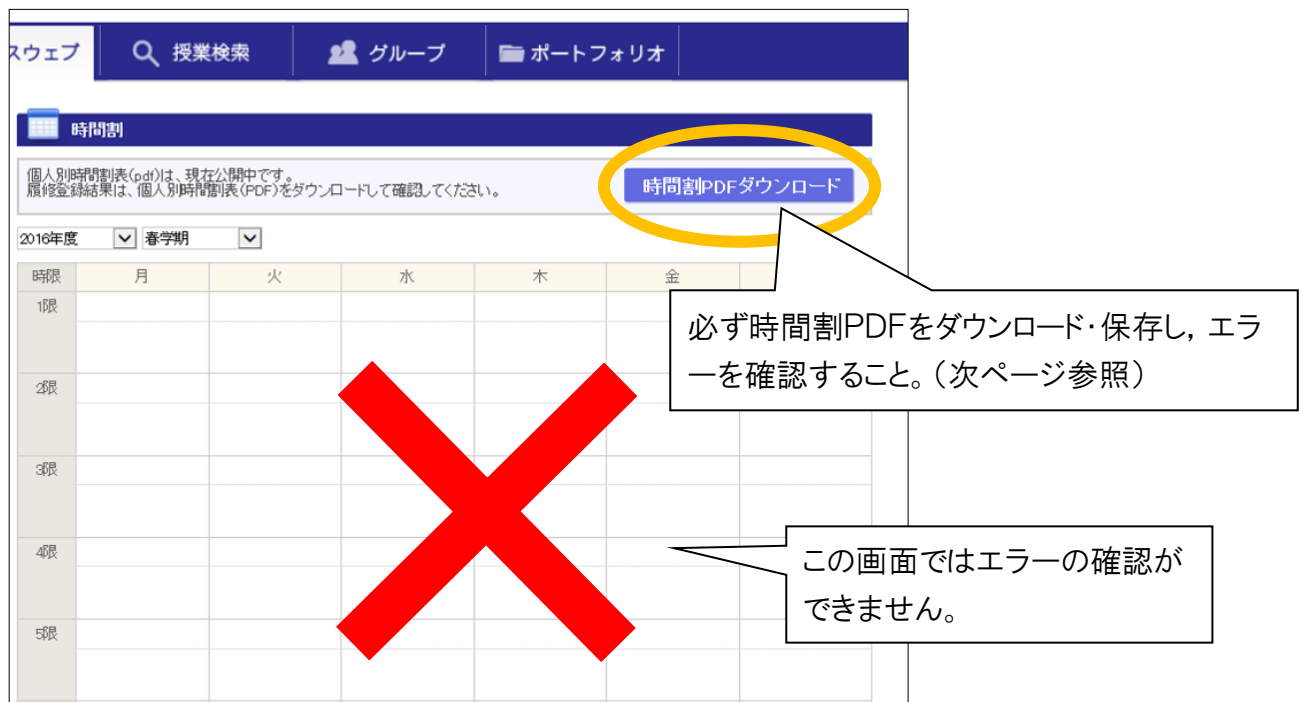 スウェブ 授業検索 グループ ポートフォリオ
時間割
個人別時間割表(pdf)は、現在公開中です。
履修登録結果は、個人別時間割表(PDF)をダウンロードして確認してください。
時間割PDFダウンロード
2016年度 春学期
時限 月 火 水 木 金
1限
必ず時間割PDFをダウンロード・保存し，エラ
ーを確認すること。（次ページ参照）
2限
3限
4限
この画面ではエラーの確認が
できません。
5限